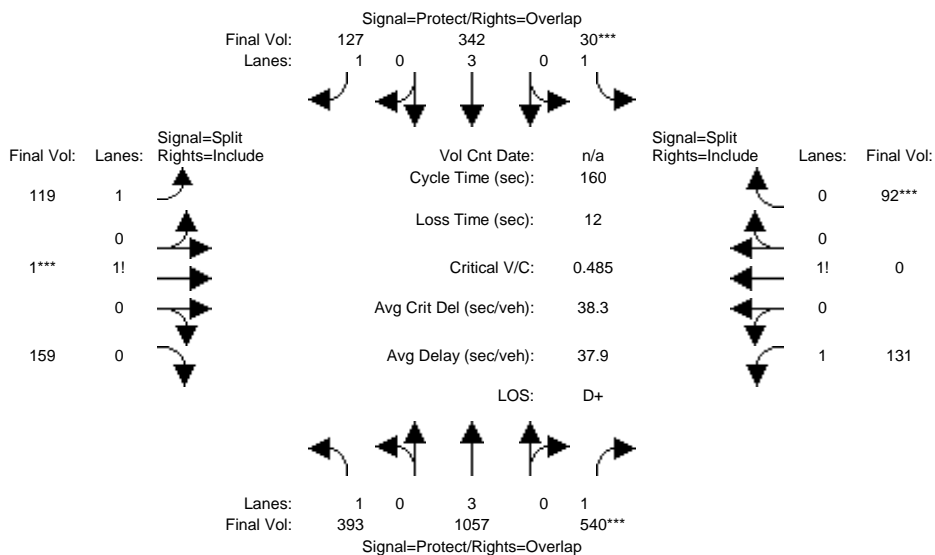 Signal=Protect/Rights=Overlap
Final Vol: 127 342 30***
Lanes: 1 0 3 0 1
Signal=Split
Final Vol: Lanes: Rights=Include
Vol Cnt Date: n/a
Signal=Split
Rights=Include Lanes: Final Vol:
Cycle Time (sec): 160
119 1
0 92***
Loss Time (sec): 12
0
0
1*** 1!
Critical V/C: 0.485
1! 0
0
Avg Crit Del (sec/veh): 38.3
0
159 0
Avg Delay (sec/veh): 37.9
1 131
LOS: D+
Lanes: 1 0 3 0 1
Final Vol: 393 1057 540***
Signal=Protect/Rights=Overlap